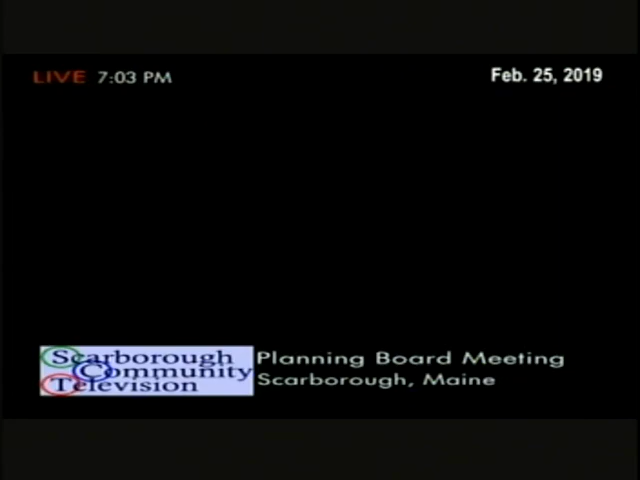 LIVE 7:03 PM
Feb. 25, 2019
Scarborough
Community
Television
Planning Board Meeting
Scarborough, Maine